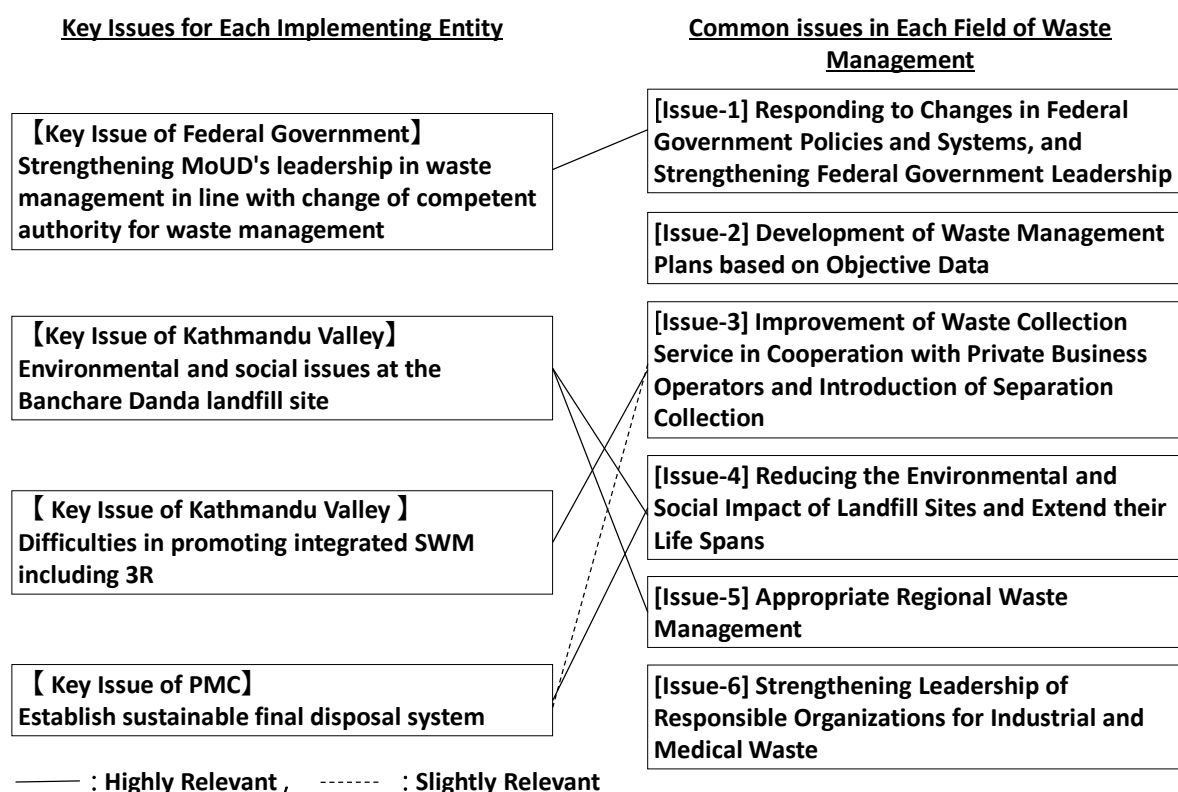 Key Issues for Each Implementing Entity
【Key Issue of Federal Government】
Strengthening MoUD's leadership in waste
management in line with change of competent
authority for waste management
【Key Issue of Kathmandu Valley】
Environmental and social issues at the
Banchare Danda landfill site
【 Key Issue of Kathmandu Valley 】
Difficulties in promoting integrated SWM
including 3R
【 Key Issue of PMC】
Establish sustainable final disposal system
Common issues in Each Field of Waste
Management
[Issue-1] Responding to Changes in Federal
Government Policies and Systems, and
Strengthening Federal Government Leadership
[Issue-2] Development of Waste Management
Plans based on Objective Data
[Issue-3] Improvement of Waste Collection
Service in Cooperation with Private Business
Operators and Introduction of Separation
Collection
[Issue-4] Reducing the Environmental and
Social Impact of Landfill Sites and Extend their
Life Spans
[Issue-5] Appropriate Regional Waste
Management
[Issue-6] Strengthening Leadership of
Responsible Organizations for Industrial and
Medical Waste
: Highly Relevant , : Slightly Relevant